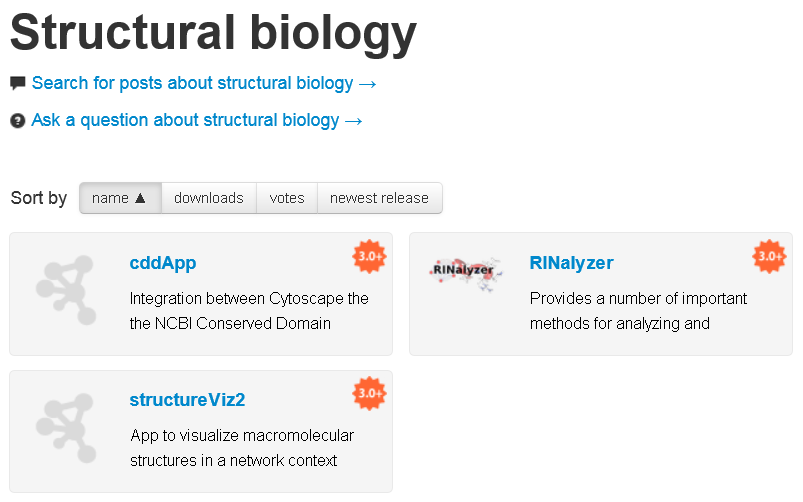 Structural biology
Search for posts about structural biology →
Ask a question about structural biology →
Sort by name ▲ downloads votes newest release
cddApp
3.0+
Integration between Cytoscape the
the NCBI Conserved Domain
RINalyzer
RINalyzer
3.0+
Provides a number of important
methods for analyzing and
structureViz2
3.0+
App to visualize macromolecular
structures in a network context